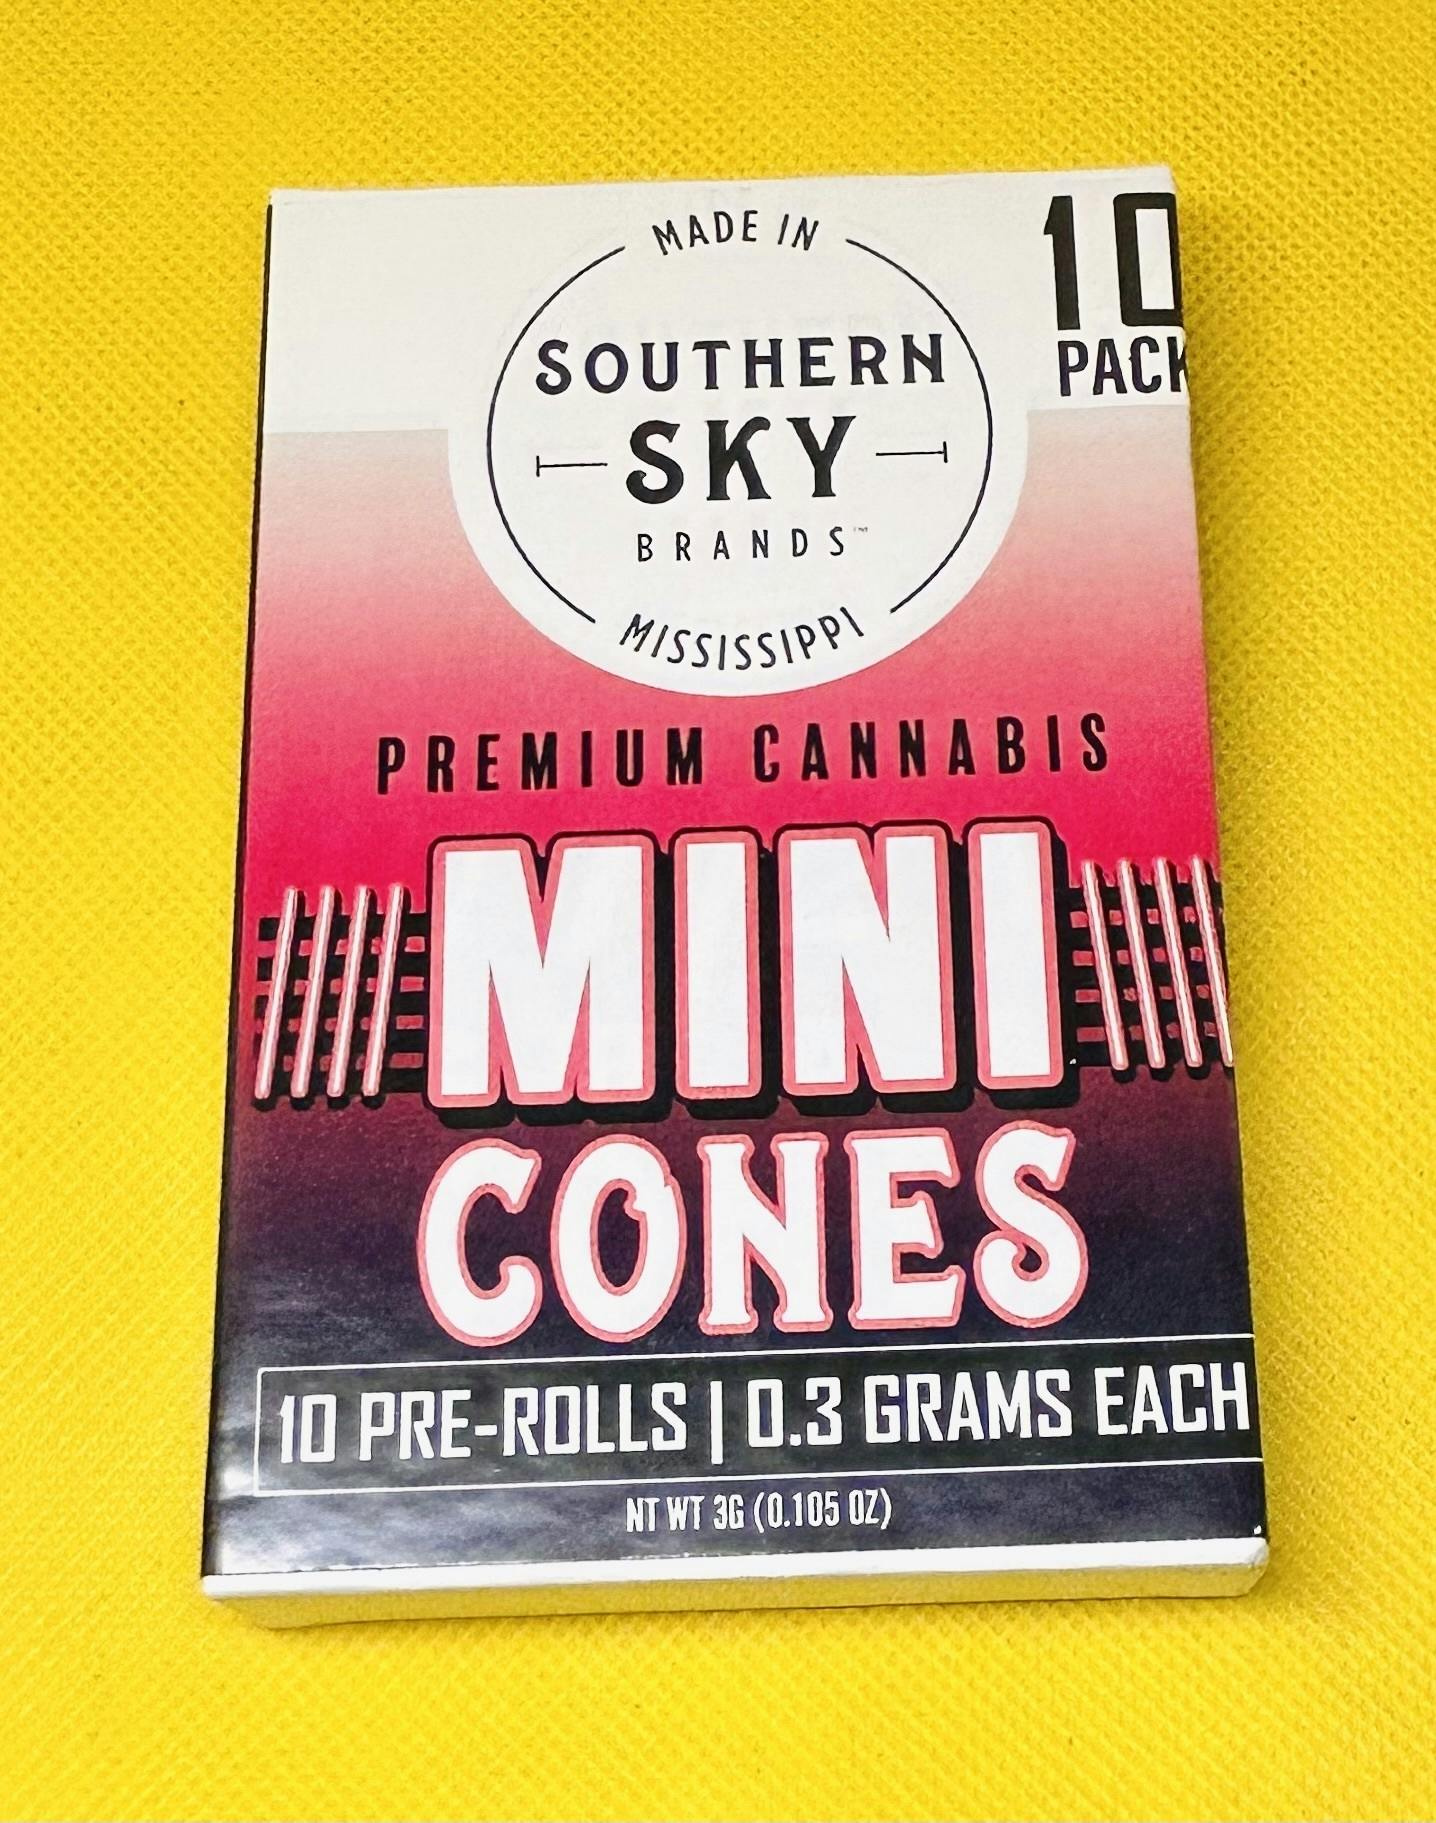 MADE IN
10
PACK
SOUTHERN
SKY
BRANDS™
MISSISSIPPI
PREMIUM CANNABIS
MINI
CONES
10 PRE-ROLLS | 0.3 GRAMS EACH
NT WT 3G (0.105 OZ)